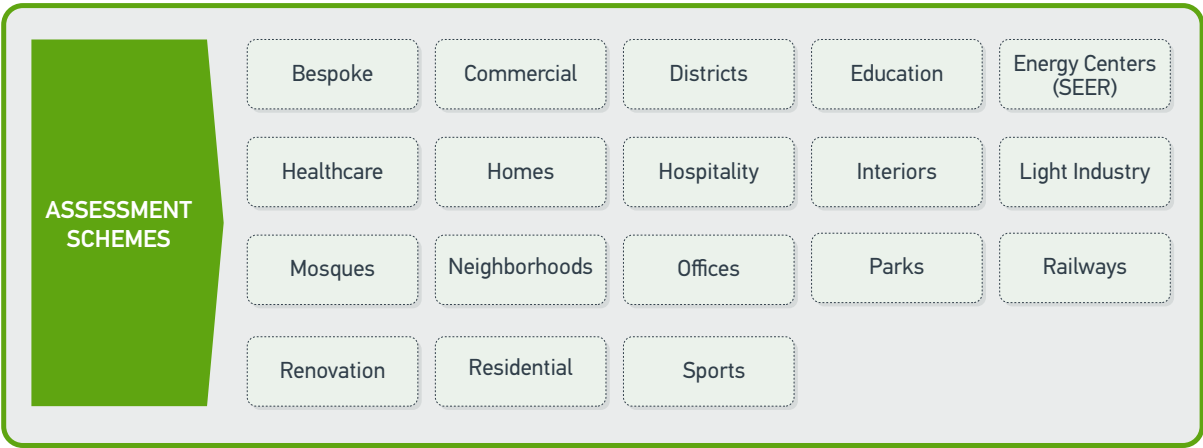 ASSESSMENT
SCHEMES
Bespoke
Commercial
Districts
Education
Energy Centers
(SEER)
Healthcare
Homes
Hospitality
Interiors
Light Industry
Mosques
Neighborhoods
Offices
Parks
Railways
Renovation
Residential
Sports